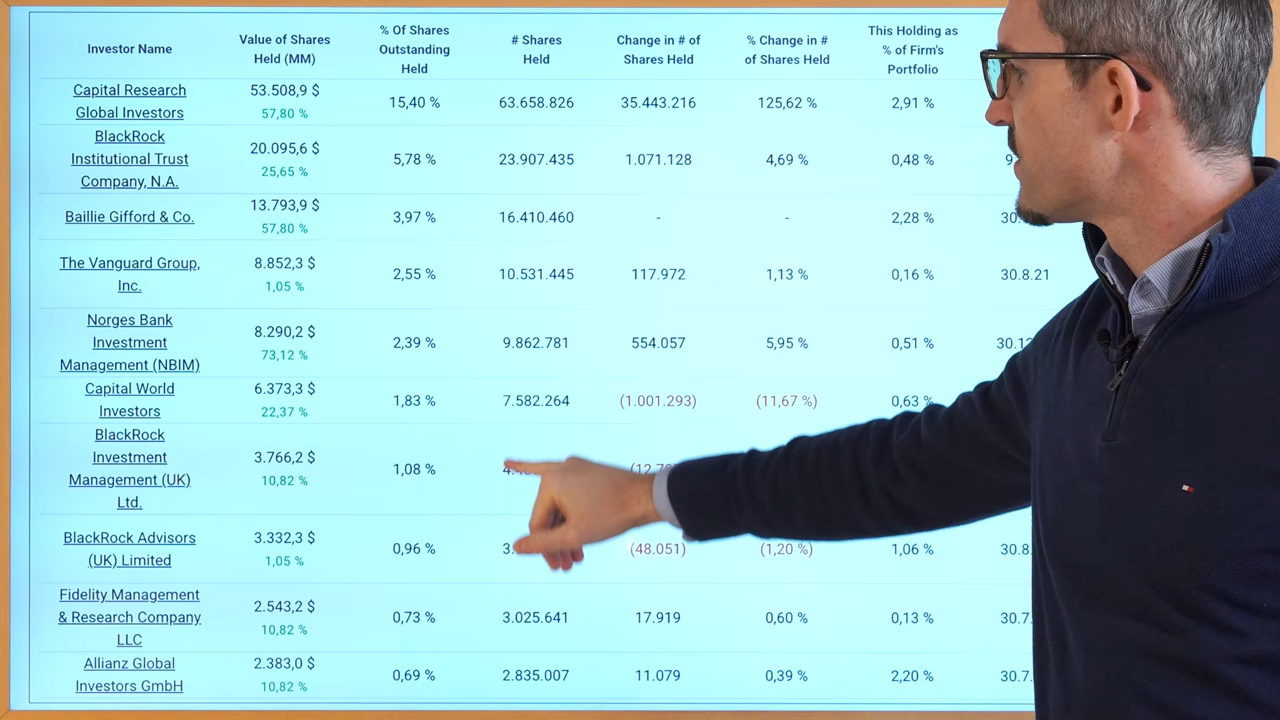 Investor Name
Value of Shares
Held (MM)
% Of Shares
Outstanding
Held
# Shares
Held
Change in # of
Shares Held
% Change in #
of Shares Held
This Holding as
% of Firm's
Portfolio
Capital Research
Global Investors
53.508,9 $
57,80 %
15,40 %
63.658.826
35.443.216
125,62 %
2,91 %
BlackRock
Institutional Trust
Company, N.A.
20.095,6 $
25,65 %
5,78 %
23.907.435
1.071.128
4,69 %
0,48 %
Baillie Gifford & Co.
13.793,9 $
57,80 %
3,97 %
16.410.460
-
-
2,28 %
30.
The Vanguard Group,
Inc.
8.852,3 $
1,05 %
2,55 %
10.531.445
117.972
1,13 %
0,16 %
30.8.21
Norges Bank
Investment
Management (NBIM)
8.290,2 $
73,12 %
2,39 %
9.862.781
554.057
5,95 %
0,51 %
30.12
Capital World
Investors
6.373,3 $
22,37 %
1,83 %
7.582.264
(1.001.293)
(11,67 %)
0,63 %
BlackRock
Investment
Management (UK)
Ltd.
3.766,2 $
10,82 %
1,08 %
BlackRock Advisors
(UK) Limited
3.332,3 $
1,05 %
0,96 %
(48.051)
(1,20 %)
1,06 %
30.8.
Fidelity Management
& Research Company
LLC
2.543,2 $
10,82 %
0,73 %
3.025.641
17.919
0,60 %
0,13 %
30.7.
Allianz Global
Investors GmbH
2.383,0 $
10,82 %
0,69 %
2.835.007
11.079
0,39 %
2,20 %
30.7.